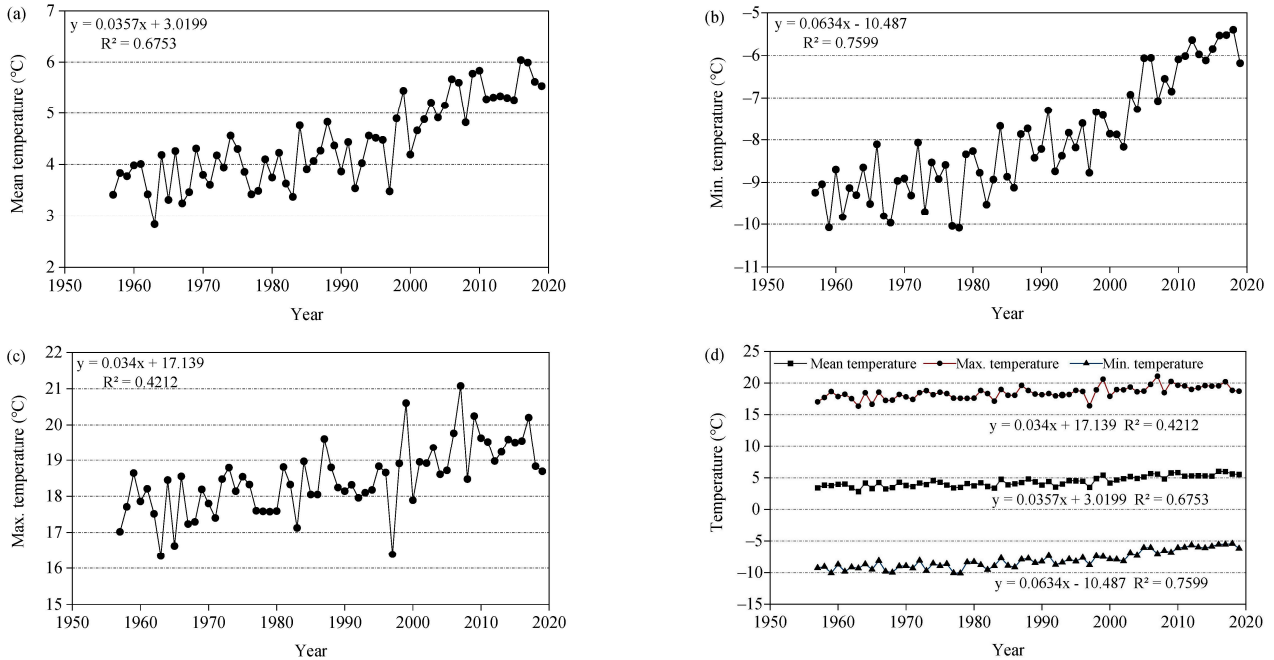 (a)
y = 0.0357x + 3.0199
R² = 0.6753
7
6
5
4
3
2
Mean temperature (°C)
1950 1960 1970 1980 1990 2000 2010 2020
Year
(b)
y = 0.0634x - 10.487
R² = 0.7599
–5
–6
–7
–8
–9
–10
–11
Min. temperature (°C)
1950 1960 1970 1980 1990 2000 2010 2020
Year
(c)
y = 0.034x + 17.139
R² = 0.4212
22
21
20
19
18
17
16
15
Max. temperature (°C)
1950 1960 1970 1980 1990 2000 2010 2020
Year
(d)
Mean temperature Max. temperature Min. temperature
25
20
15
10
5
0
–5
–10
–15
Temperature (°C)
y = 0.034x + 17.139 R² = 0.4212
y = 0.0357x + 3.0199 R² = 0.6753
y = 0.0634x - 10.487 R² = 0.7599
1950 1960 1970 1980 1990 2000 2010 2020
Year